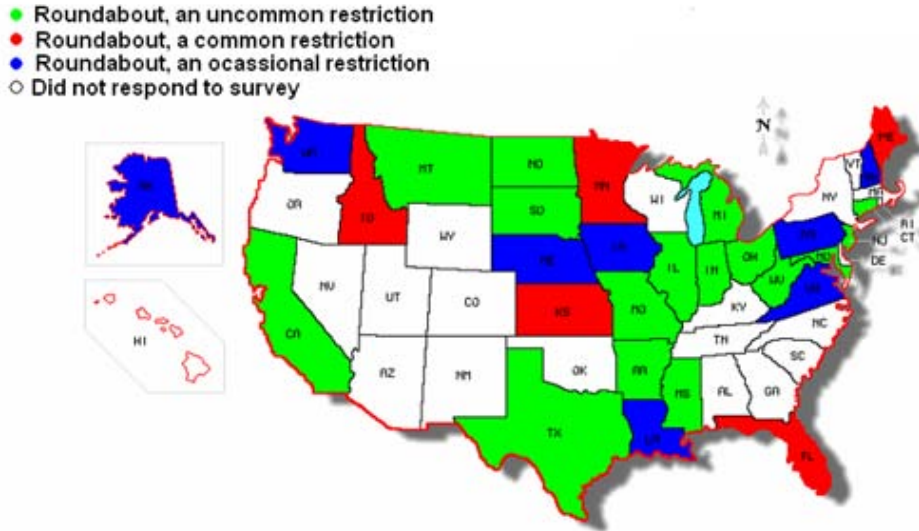 Roundabout, an uncommon restriction
Roundabout, a common restriction
Roundabout, an ocassional restriction
Did not respond to survey
N
N
WA
MT
ND
MN
ME
OR
ID
SD
WI
MI
NY
VT
MA
RI
CT
NJ
DE
WY
NE
IA
IL
IN
OH
WV
VA
NV
UT
CO
KS
MO
KY
NC
CA
AZ
NM
OK
AR
TN
SC
MS
AL
GA
TX
LA
FL
HI